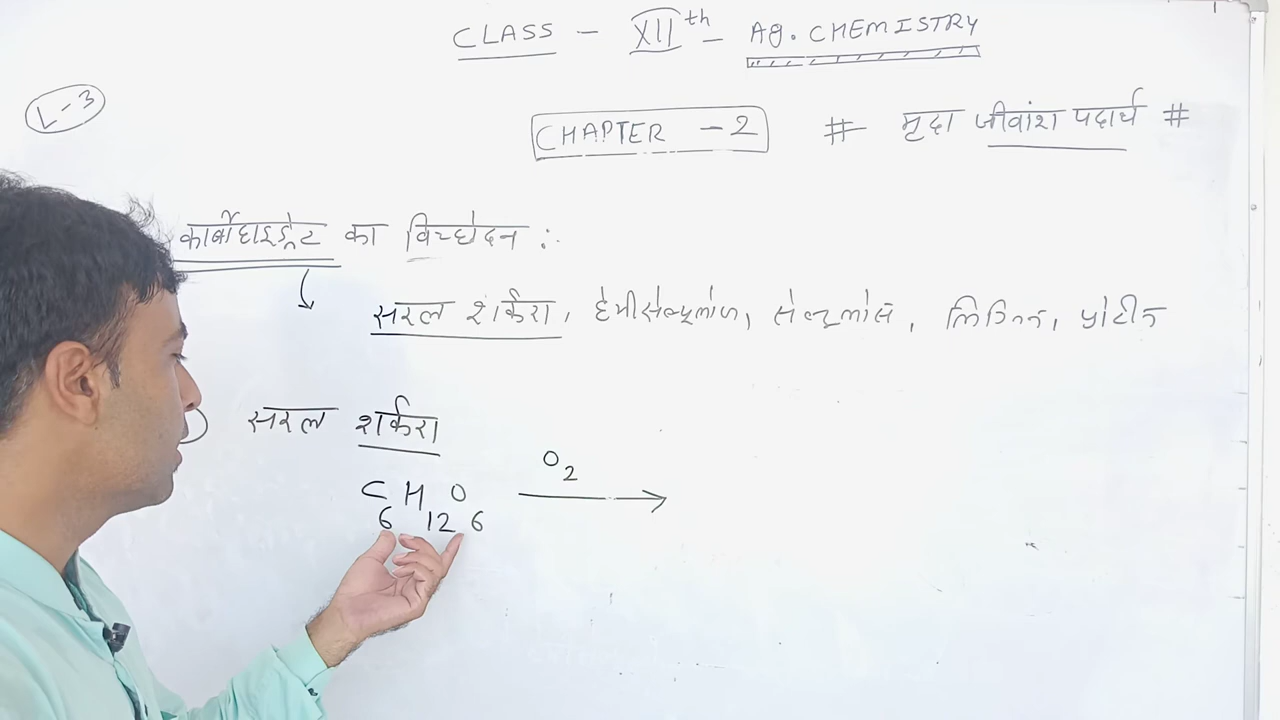 CLASS - XIIth - Ag. CHEMISTRY
L-3
CHAPTER - 2 # मृदा जीवांश पदार्थ #
कार्बोहाइड्रेट का विच्छेदन :-
सरल शर्करा, हेमीसेल्यूलोज, सेल्यूलोस, लिग्निन, प्रोटीन
सरल शर्करा
O2
C6H12O6 →